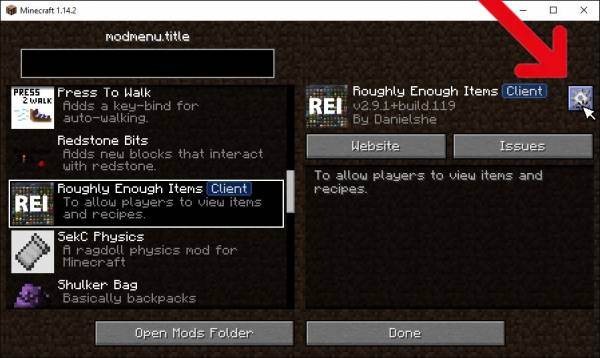 Minecraft 1.14.2
modmenu.title
PRESS
2 WALK
Press To Walk
Adds a key-bind for
auto-walking.
Redstone Bits
Adds new blocks that interact
with redstone.
REI
Roughly Enough Items Client
To allow players to view items
and recipes.
SekC Physics
A ragdoll physics mod for
Minecraft
Shulker Bag
Basically backpacks
REI
Roughly Enough Items Client
v2.9.1+build.119
By Danielshe
Website
Issues
To allow players to view items and
recipes.
Open Mods Folder
Done